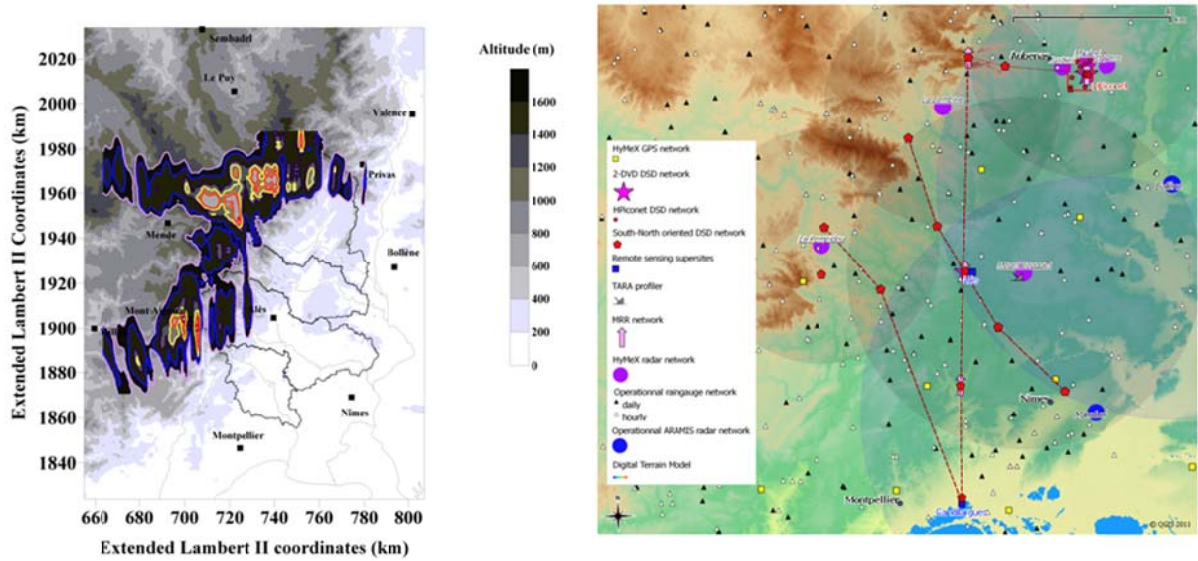 Altitude (m)
2020
2000
1980
1960
1940
1920
1900
1880
1860
1840
Extended Lambert II Coordinates (km)
660 680 700 720 740 760 780 800
Extended Lambert II coordinates (km)
Sembadel
Le Puy
Valence
Privas
Mende
Bollène
Nîmes
Montpellier
1600
1400
1200
1000
800
600
400
200
0
HyMeX GPS network
2-DVD DSD network
HPiconet DSD network
South-North oriented DSD network
Remote sensing supersites
TARA profiler
MRR network
HyMeX radar network
Operationnal raingauge network
daily
hourly
Operationnal ARAMIS radar network
Digital Terrain Model
Aubenas
Nîmes
Montpellier
km
© QGIS 2011